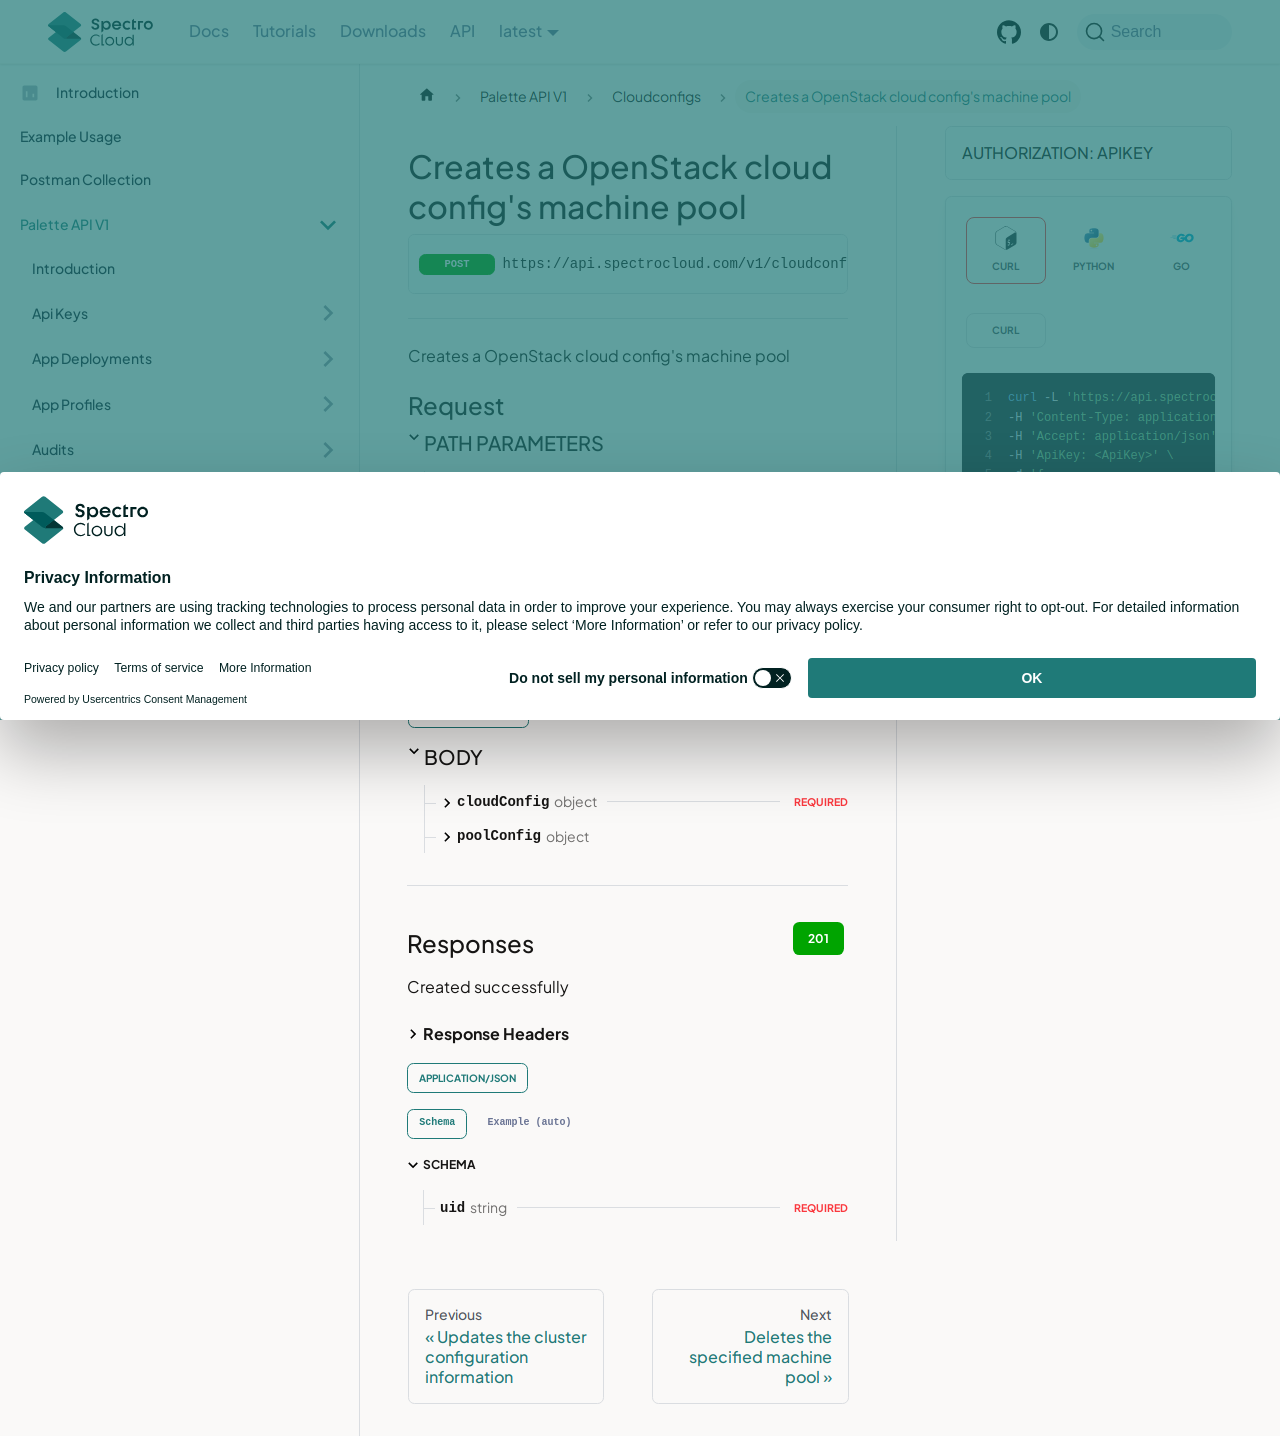 Spectro
Cloud
Docs
Tutorials
Downloads
API
latest
Search
Introduction
Example Usage
Postman Collection
Palette API V1
Introduction
Api Keys
App Deployments
App Profiles
Audits
Palette API V1
Cloudconfigs
Creates a OpenStack cloud config's machine pool
Creates a OpenStack cloud
config's machine pool
POST https://api.spectrocloud.com/v1/cloudconf
Creates a OpenStack cloud config's machine pool
Request
PATH PARAMETERS
AUTHORIZATION: APIKEY
CURL
PYTHON
GO
CURL
1 curl -L 'https://api.spectroc
2 -H 'Content-Type: application
3 -H 'Accept: application/json'
4 -H 'ApiKey: <ApiKey>' \
Spectro
Cloud
Privacy Information
We and our partners are using tracking technologies to process personal data in order to improve your experience. You may always exercise your consumer right to opt-out. For detailed information
about personal information we collect and third parties having access to it, please select ‘More Information’ or refer to our privacy policy.
Privacy policy
Terms of service
More Information
Powered by Usercentrics Consent Management
Do not sell my personal information
OK
BODY
cloudConfig object REQUIRED
poolConfig object
Responses
201
Created successfully
Response Headers
APPLICATION/JSON
Schema
Example (auto)
SCHEMA
uid string REQUIRED
Previous
« Updates the cluster
configuration
information
Next
Deletes the
specified machine
pool »